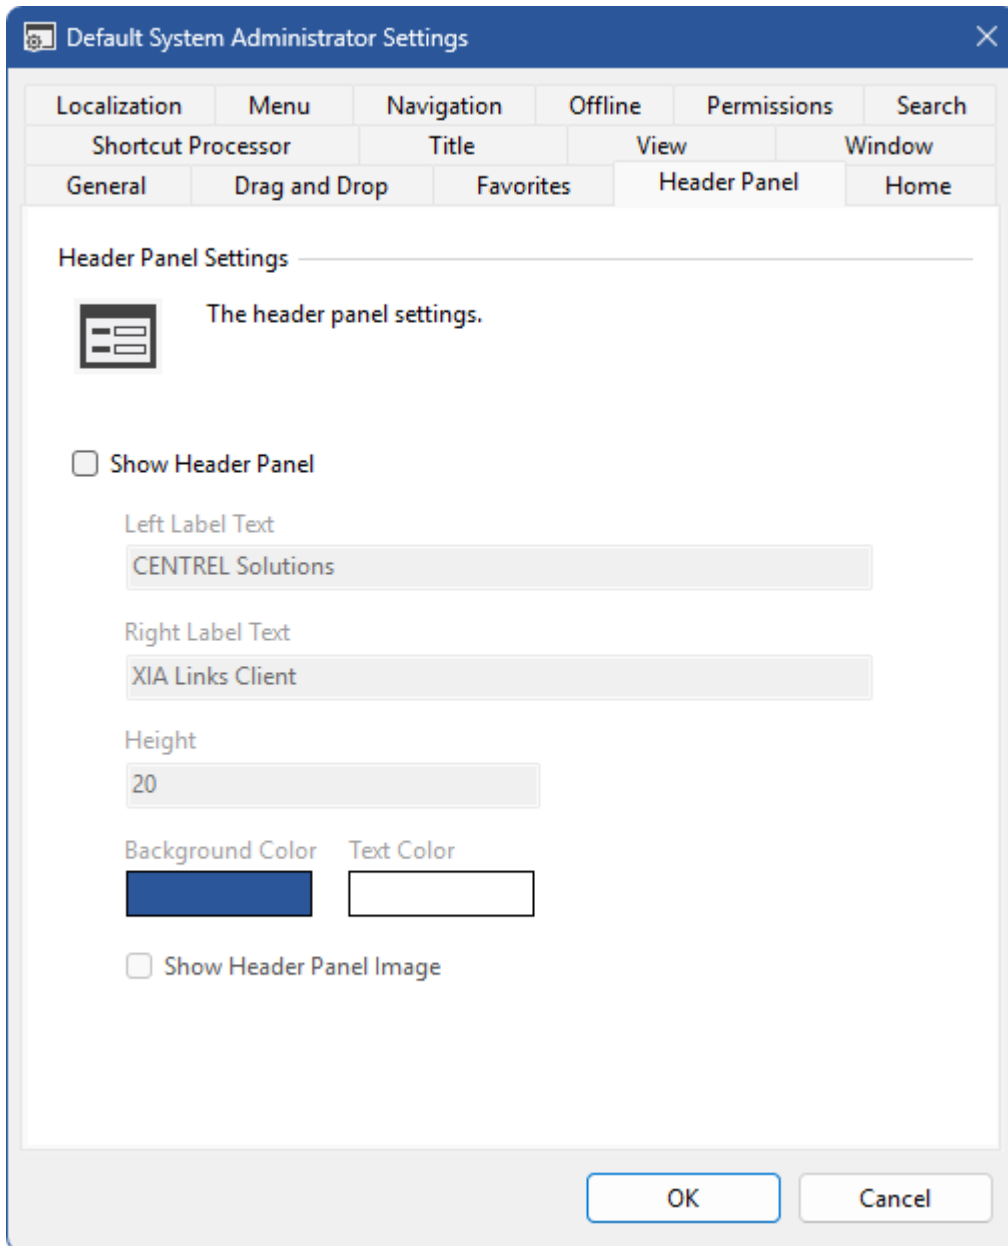 Default System Administrator Settings
Localization Menu Navigation Offline Permissions Search
Shortcut Processor Title View Window
General Drag and Drop Favorites Header Panel Home
Header Panel Settings
The header panel settings.
Show Header Panel
Left Label Text
CENTREL Solutions
Right Label Text
XIA Links Client
Height
20
Background Color Text Color
Show Header Panel Image
OK Cancel